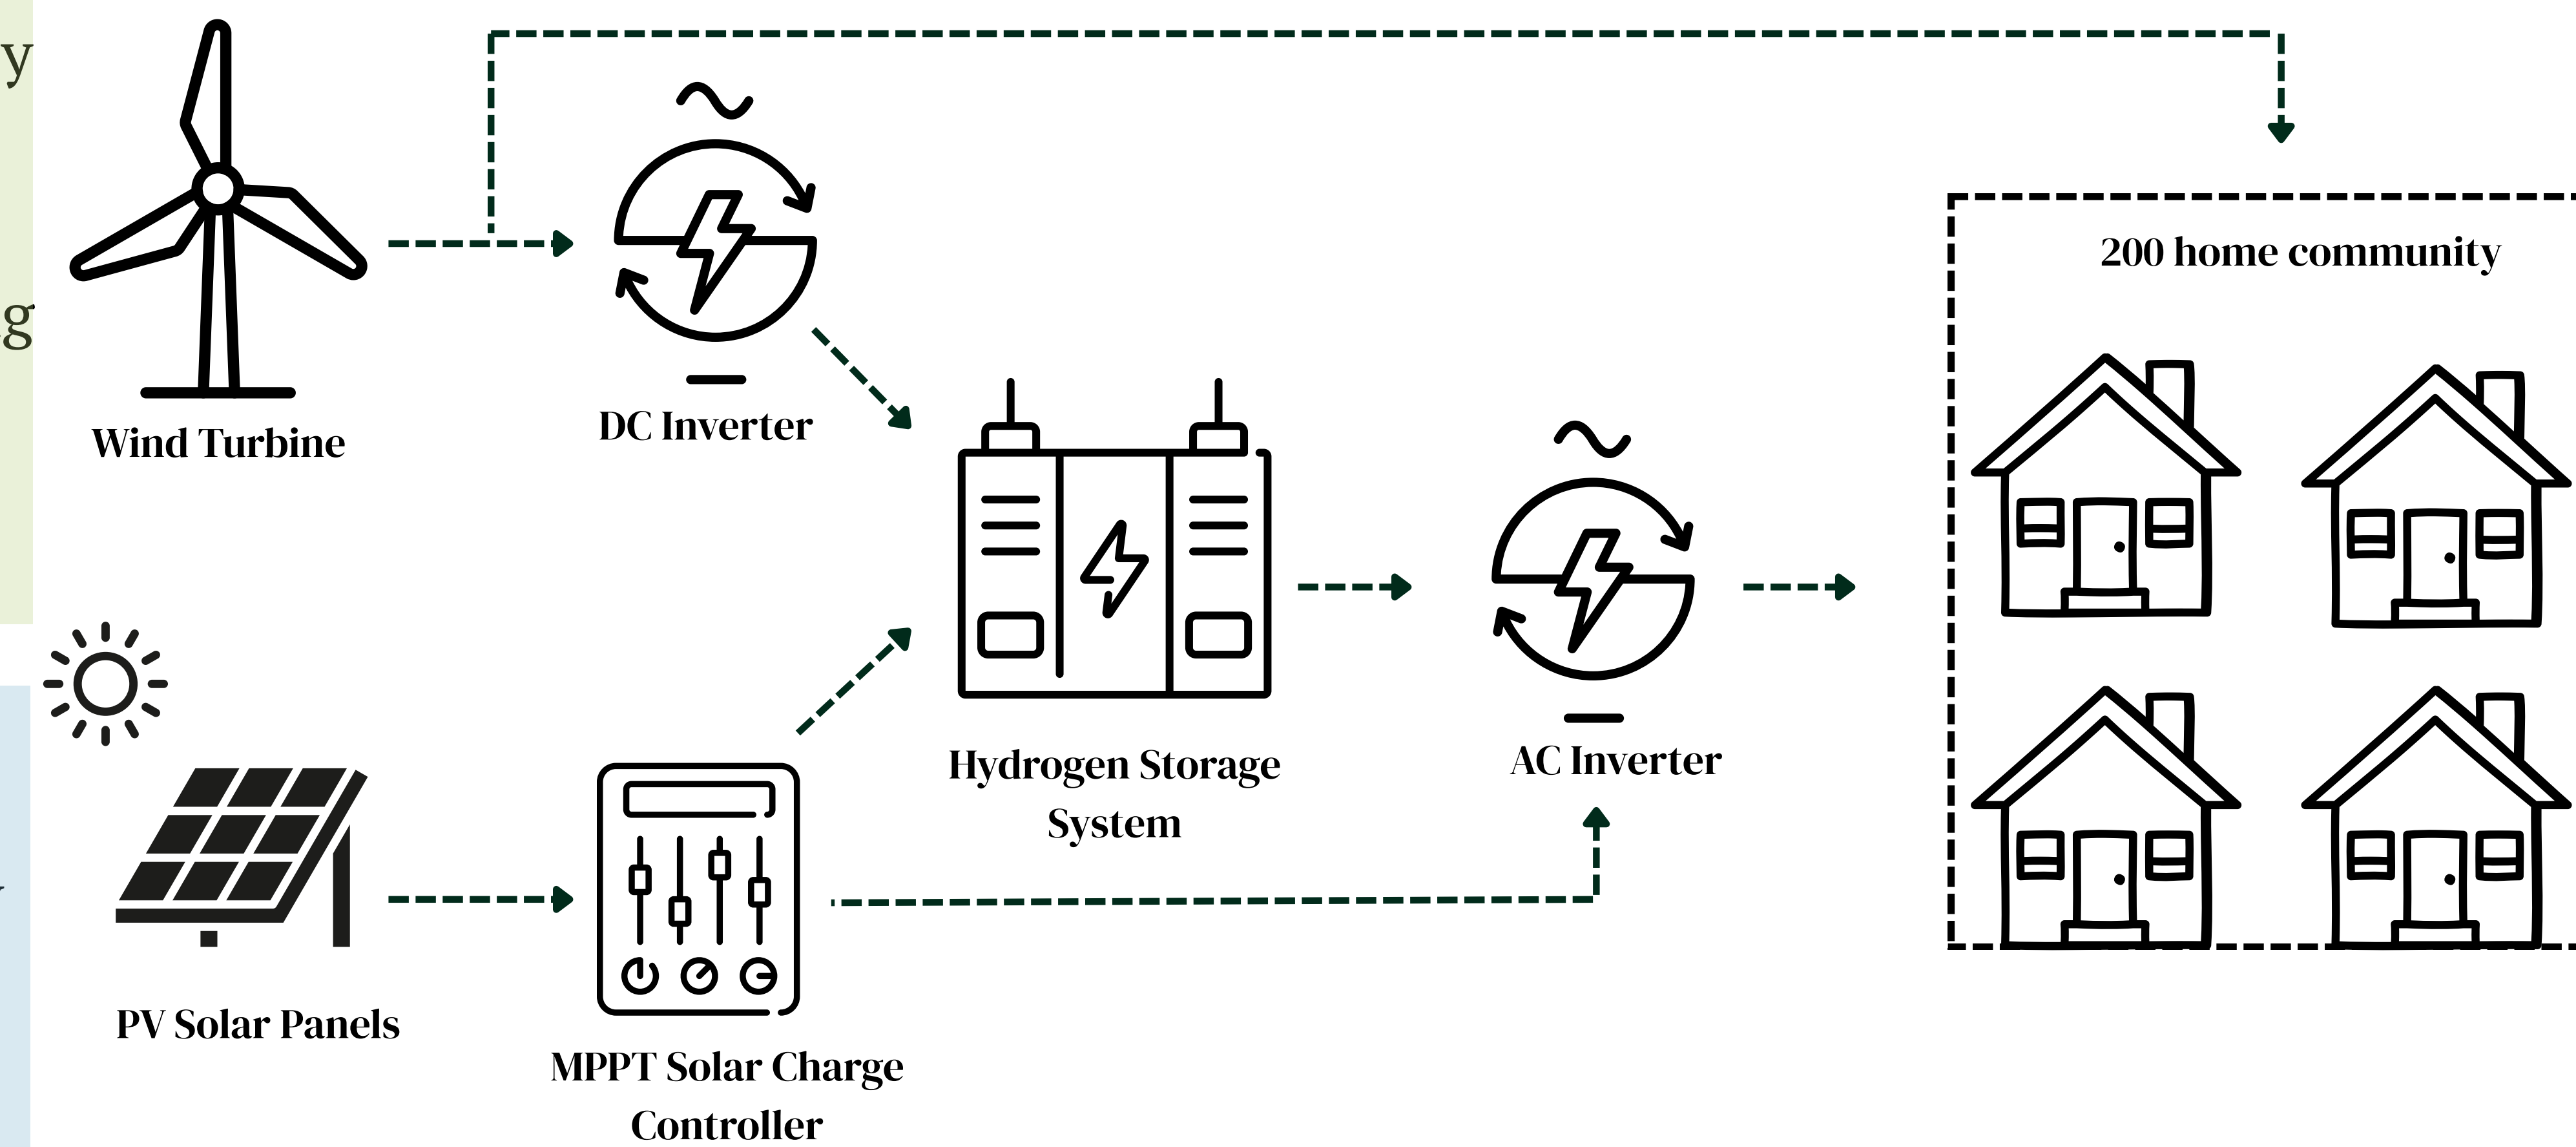 200 home community
DC Inverter
Wind Turbine
Hydrogen Storage
System
AC Inverter
PV Solar Panels
MPPT Solar Charge
Controller